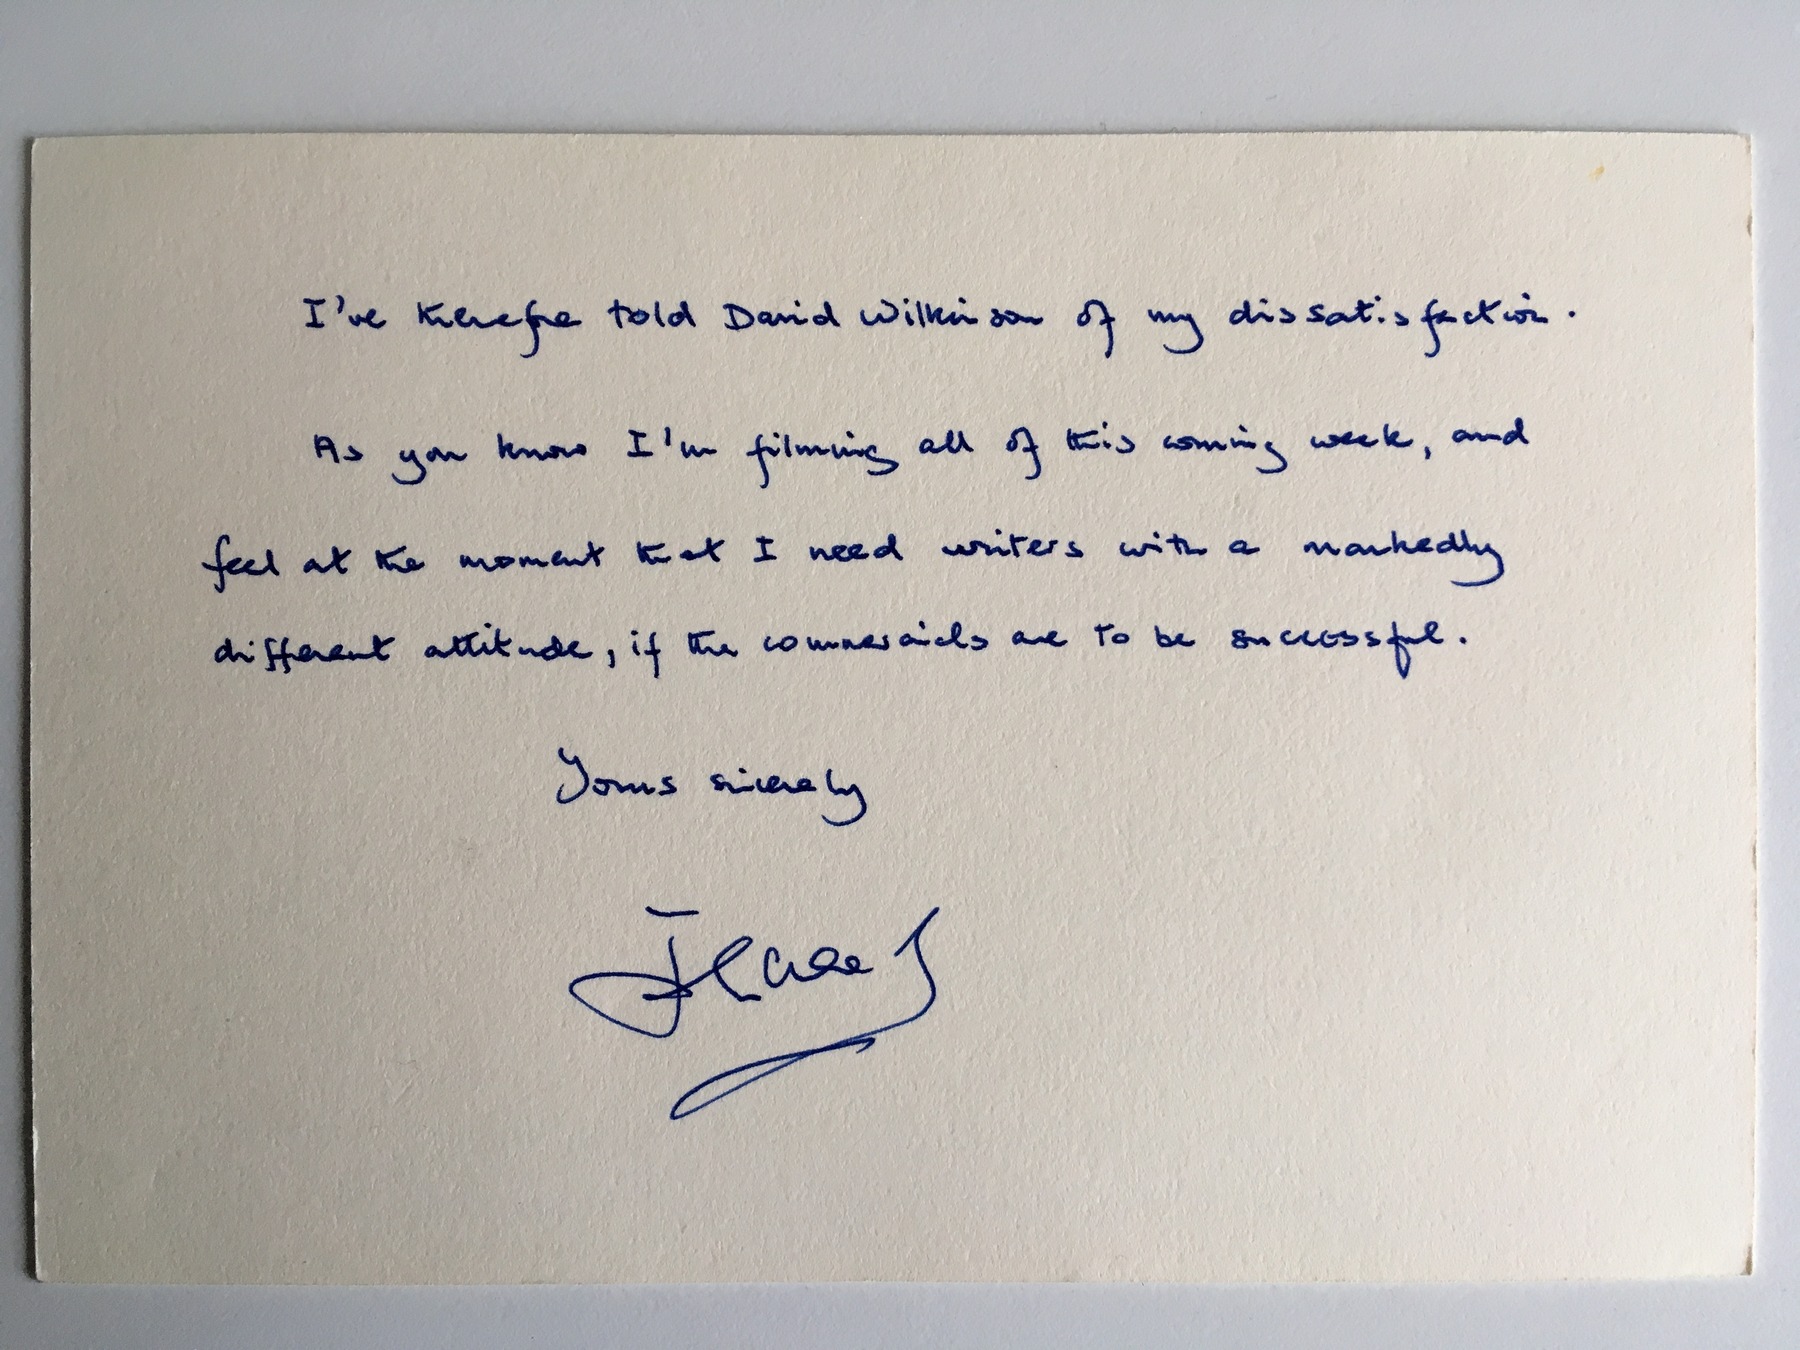 I've therefore told David Wilkinson of my dissatisfaction.
As you know I'm filming all of this coming week, and
feel at the moment that I need writers with a markedly
different attitude, if the commercials are to be successful.
Yours sincerely